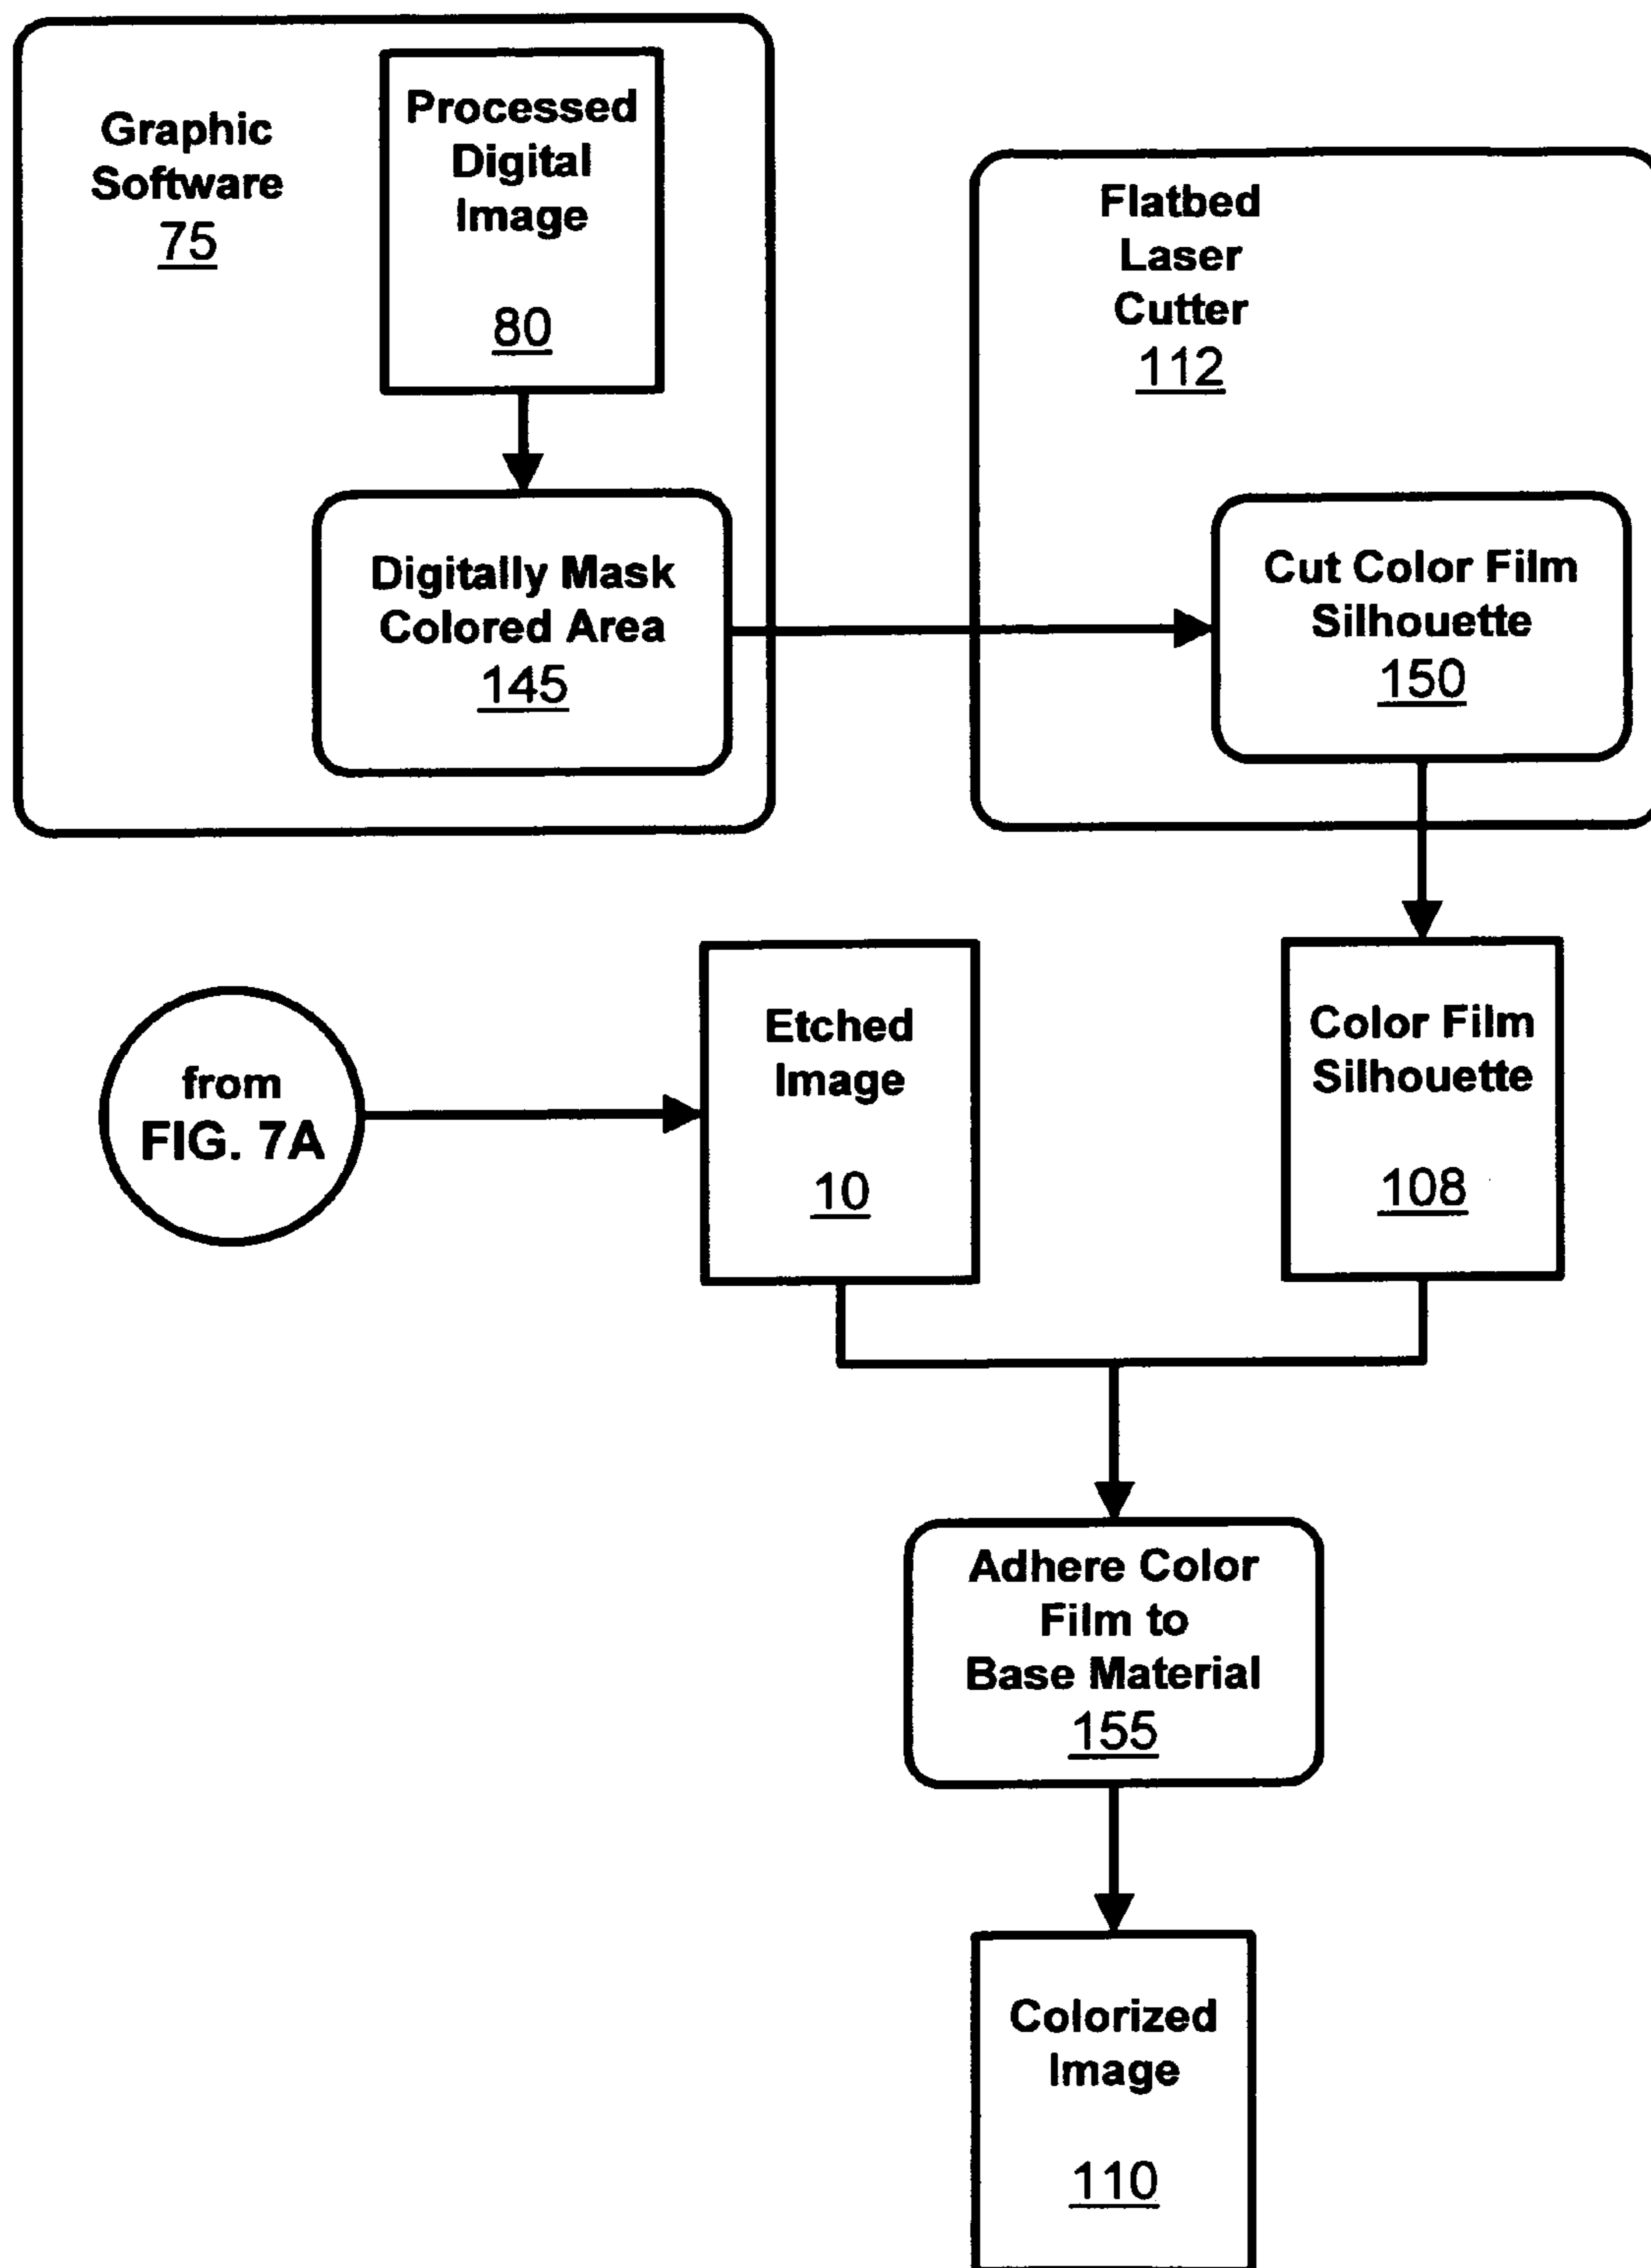 Graphic
Software
75
Processed
Digital
Image
80
Digitally Mask
Colored Area
145
Flatbed
Laser
Cutter
112
Cut Color Film
Silhouette
150
from
FIG. 7A
Etched
Image
10
Color Film
Silhouette
108
Adhere Color
Film to
Base Material
155
Colorized
Image
110